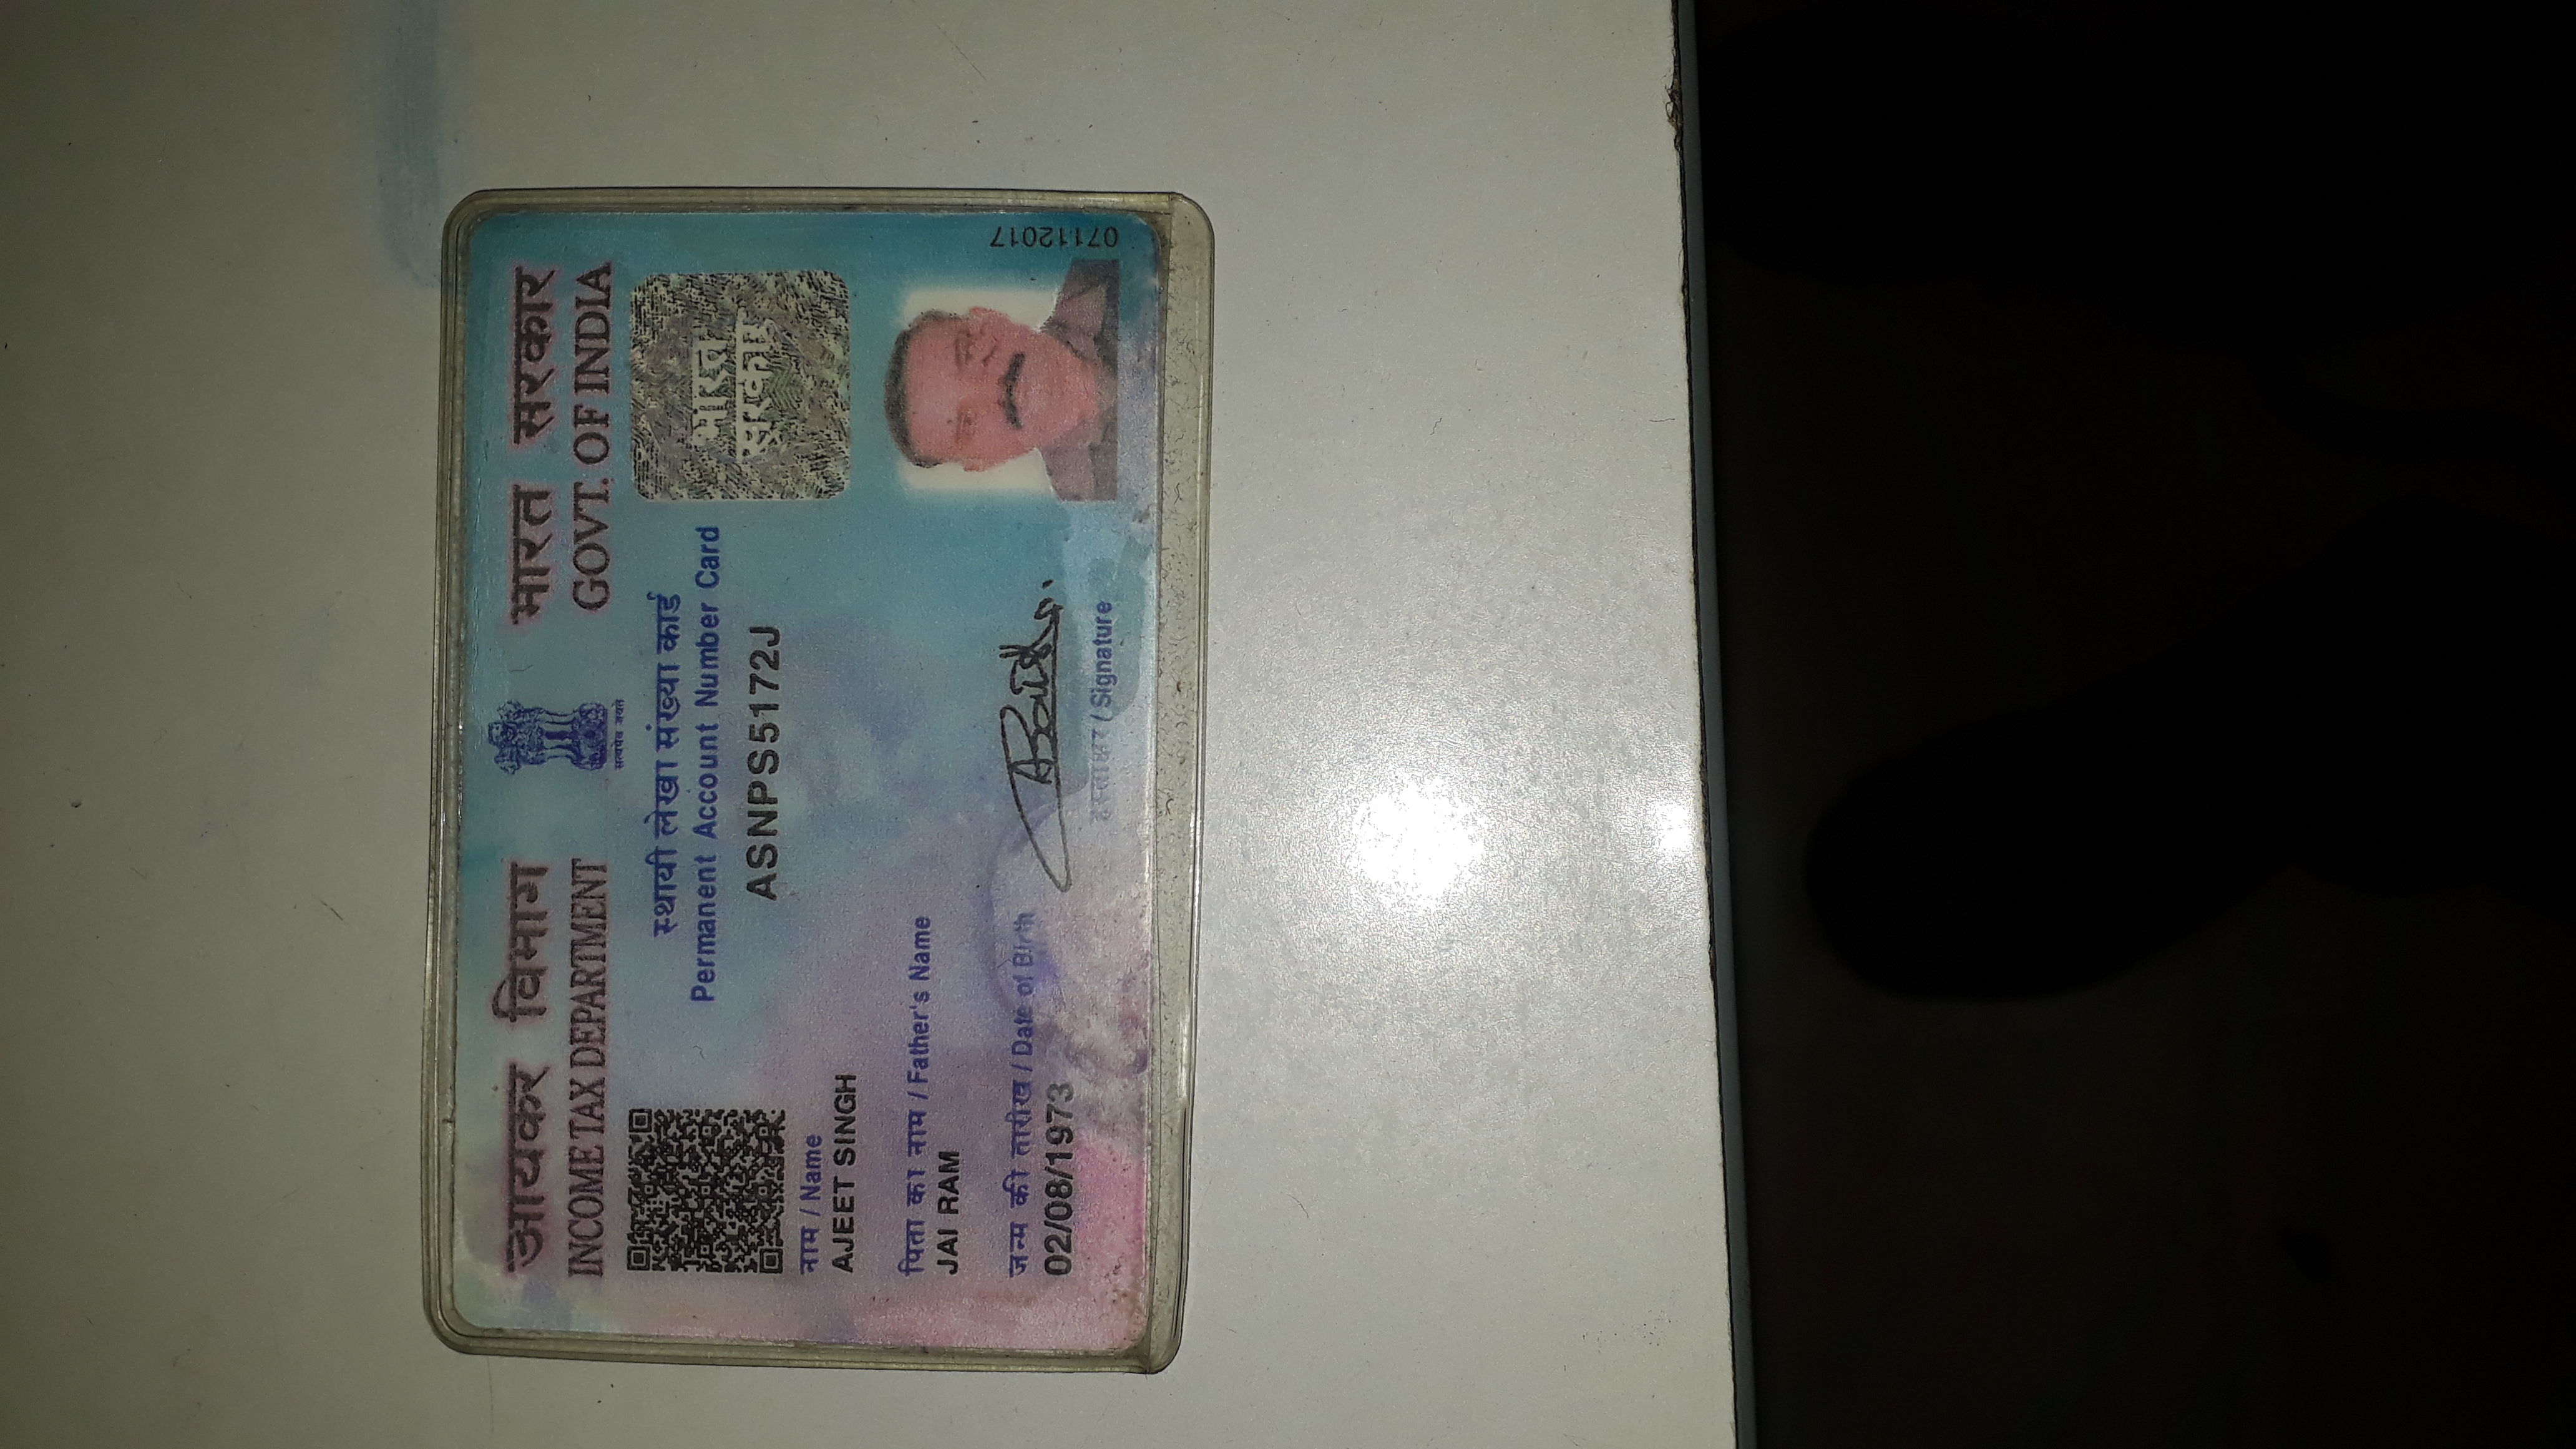 आयकर विभाग
INCOME TAX DEPARTMENT
सत्यमेव जयते
भारत सरकार
GOVT. OF INDIA
स्थायी लेखा संख्या कार्ड
Permanent Account Number Card
ASNPS5172J
भारत
सरकार
नाम / Name
AJEET SINGH
पिता का नाम / Father's Name
JAI RAM
जन्म की तारीख / Date of Birth
02/08/1973
हस्ताक्षर / Signature
07112017